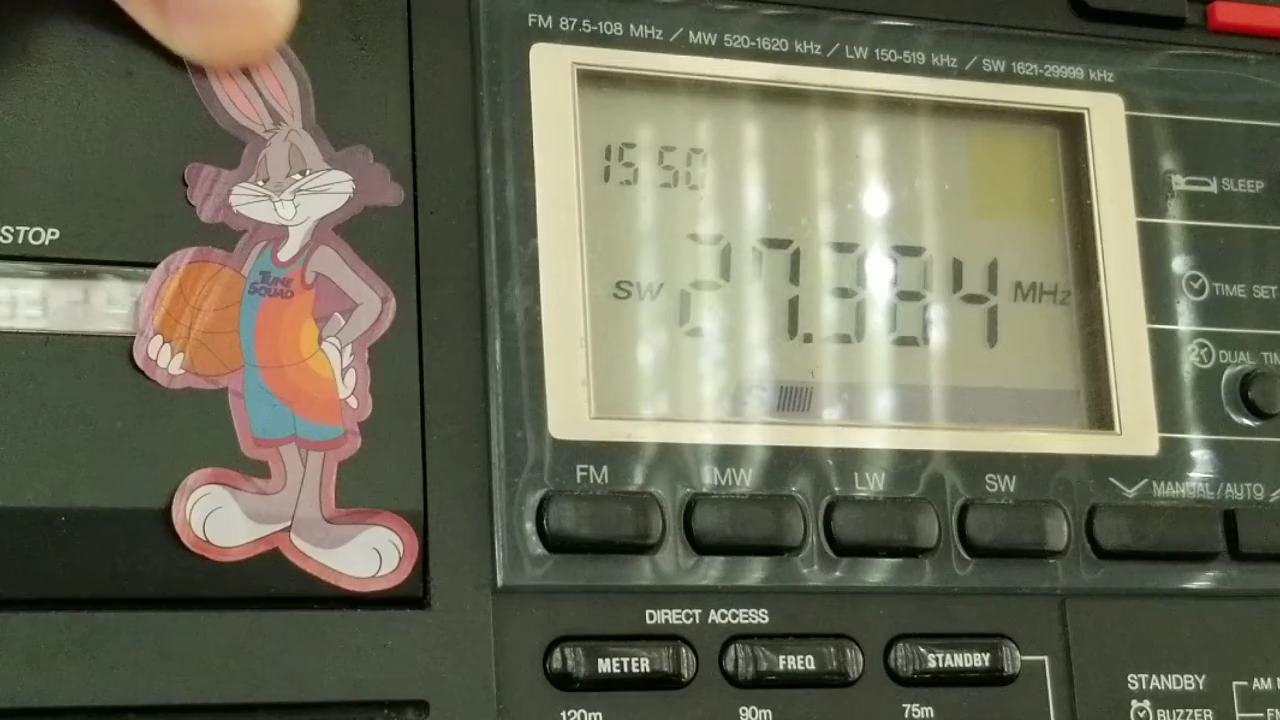 FM 87.5-108 MHz / MW 520-1620 kHz / LW 150-519 kHz / SW 1621-29999 kHz
15 50
SW 27.384 MHz
SLEEP
TIME SET
DUAL TIM
STOP
TUNE
SQUAD
FM MW LW SW MANUAL/AUTO
DIRECT ACCESS
METER FREQ STANDBY
120m 90m 75m
STANDBY
BUZZER
AM